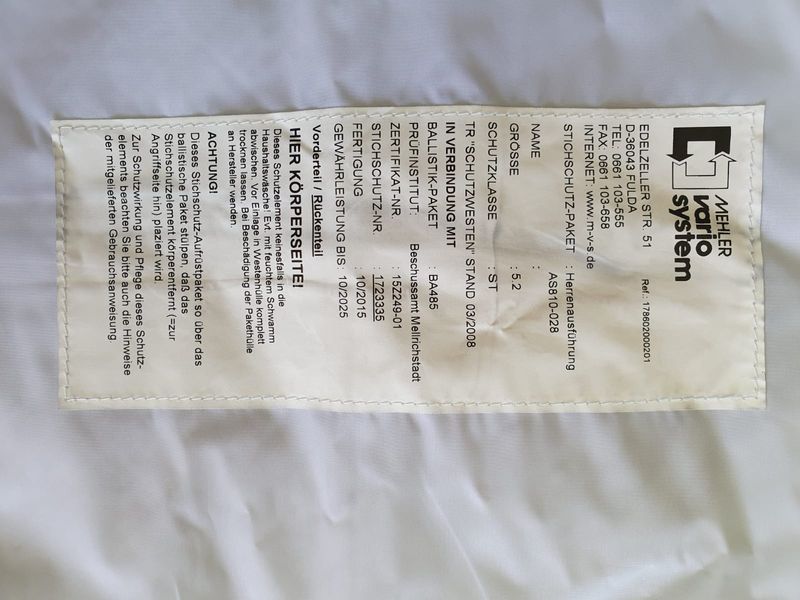 MEHLER
vario
system
EDELZELLER STR. 51 Ref.: 178602000201
D-36043 FULDA
TEL: 0661 103-555
FAX. 0661 103-658
INTERNET: www.m-v-s.de
STICHSCHUTZ-PAKET : Herrenausführung
AS810-028
NAME :
GRÖSSE : 5.2
SCHUTZKLASSE : ST
TR "SCHUTZWESTEN" STAND 03/2008
IN VERBINDUNG MIT
BALLISTIK-PAKET : BA485
PRÜFINSTITUT: Beschussamt Mellrichstadt
ZERTIFIKAT-NR. : 15Z249-01
STICHSCHUTZ-NR. : 1723335
FERTIGUNG : 10/2015
GEWÄHRLEISTUNG BIS : 10/2025
Vorderteil / Rückenteil
HIER KÖRPERSEITE!
Dieses Schutzelement keinesfalls in die
Haushaltswäsche! Evt. mit feuchtem Schwamm
abwischen. Vor Einlage in Westenhülle komplett
trocknen lassen. Bei Beschädigung der Pakethülle
an Hersteller wenden.
ACHTUNG!
Dieses Stichschutz-Aufrüstpaket so über das
ballistische Paket stülpen, daß das
Stichschutzelement körperentfernt (=zur
Angriffseite hin) plaziert wird
Zur Schutzwirkung und Pflege dieses Schutz-
elements beachten Sie bitte auch die Hinweise
der mitgelieferten Gebrauchsanweisung.